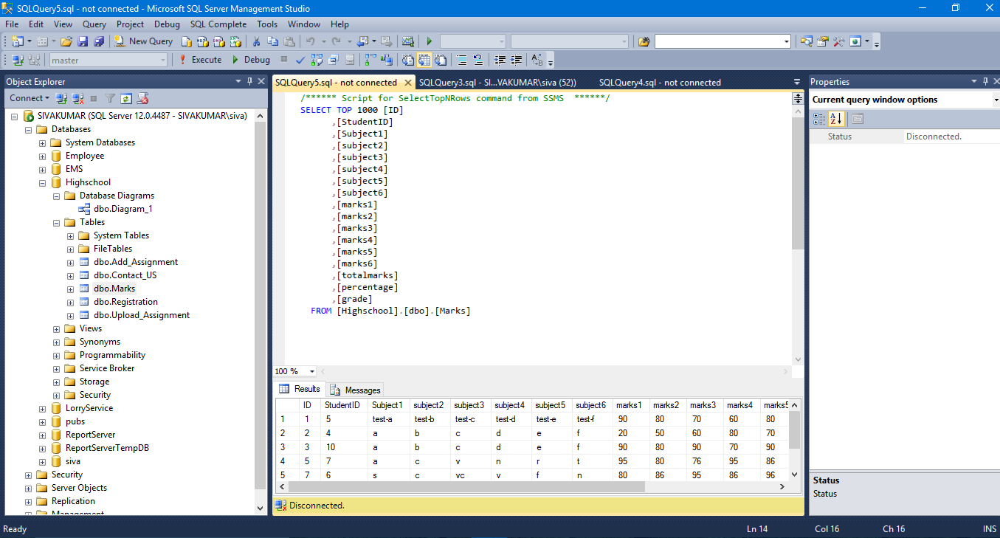 SQLQuery5.sql - not connected - Microsoft SQL Server Management Studio
File Edit View Query Project Debug SQL Complete Tools Window Help
New Query
master Execute Debug
Object Explorer
Connect
SIVAKUMAR (SQL Server 12.0.4487 - SIVAKUMAR\siva)
Databases
System Databases
Employee
EMS
Highschool
Database Diagrams
dbo.Diagram_1
Tables
System Tables
FileTables
dbo.Add_Assignment
dbo.Contact_US
dbo.Marks
dbo.Registration
dbo.Upload_Assignment
Views
Synonyms
Programmability
Service Broker
Storage
Security
LorryService
pubs
ReportServer
ReportServerTempDB
siva
Security
Server Objects
Replication
Management
SQLQuery5.sql - not connected SQLQuery3.sql - SI...VAKUMAR\siva (52)) SQLQuery4.sql - not connected
/****** Script for SelectTopNRows command from SSMS ******/
SELECT TOP 1000 [ID]
,[StudentID]
,[Subject1]
,[subject2]
,[subject3]
,[subject4]
,[subject5]
,[subject6]
,[marks1]
,[marks2]
,[marks3]
,[marks4]
,[marks5]
,[marks6]
,[totalmarks]
,[percentage]
,[grade]
FROM [Highschool].[dbo].[Marks]
100 %
Results Messages
ID StudentID Subject1 subject2 subject3 subject4 subject5 subject6 marks1 marks2 marks3 marks4 marks5
1 1 5 test-a test-b test-c test-d test-e test-f 90 80 70 60 80
2 2 4 a b c d e f 20 50 60 80 70
3 3 10 a b c d e f 90 80 90 70 90
4 5 7 a c v n r t 95 80 76 95 86
5 7 6 s c vc v f n 80 86 95 86 96
Disconnected.
Properties
Current query window options
A Z
Status Disconnected.
Status
Status
Ready Ln 14 Col 16 Ch 16 INS